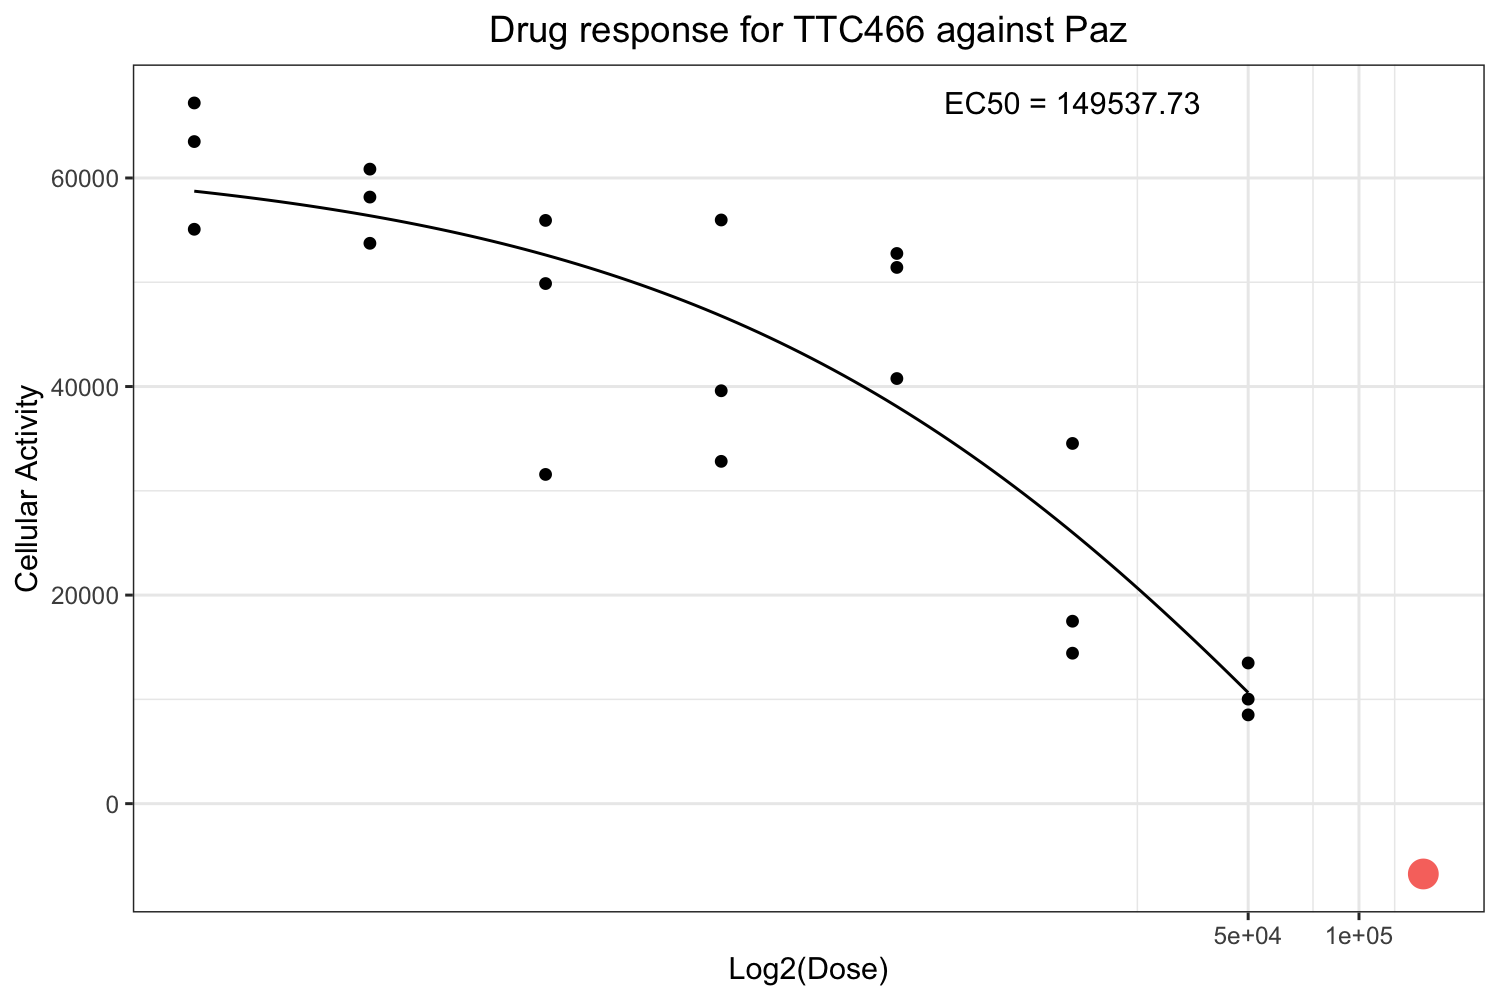 Drug response for TTC466 against Paz
EC50 = 149537.73
60000
40000
20000
0
Cellular Activity
5e+04 1e+05
Log2(Dose)